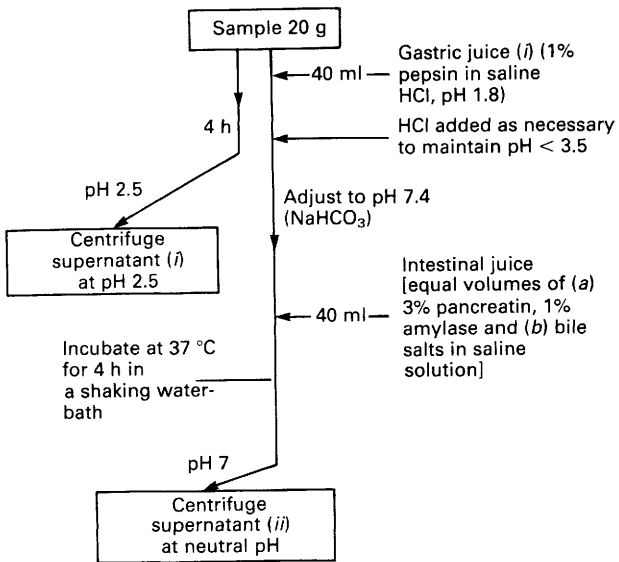 Sample 20 g
40 ml
Gastric juice (i) (1%
pepsin in saline
HCl, pH 1.8)
4 h
HCl added as necessary
to maintain pH < 3.5
pH 2.5
Adjust to pH 7.4
(NaHCO₃)
Centrifuge
supernatant (i)
at pH 2.5
Intestinal juice
[equal volumes of (a)
3% pancreatin, 1%
amylase and (b) bile
salts in saline
solution]
40 ml
Incubate at 37 °C
for 4 h in
a shaking water-
bath
pH 7
Centrifuge
supernatant (ii)
at neutral pH